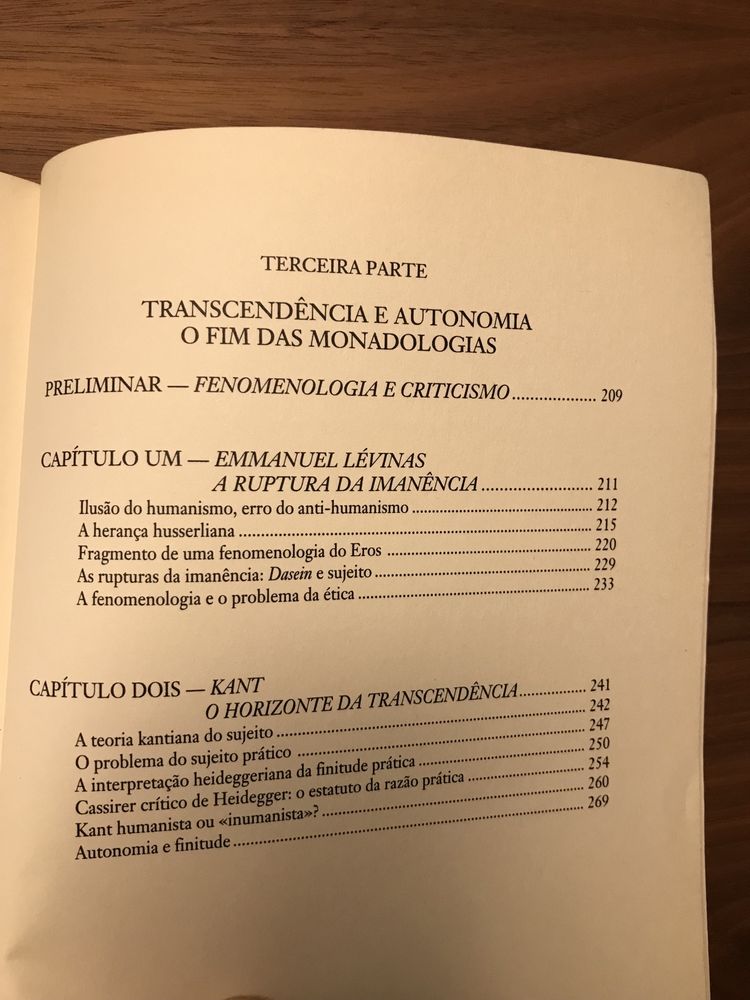 TERCEIRA PARTE
TRANSCENDÊNCIA E AUTONOMIA
O FIM DAS MONADOLOGIAS
PRELIMINAR — FENOMENOLOGIA E CRITICISMO.................. 209
CAPÍTULO UM — EMMANUEL LÉVINAS
A RUPTURA DA IMANÊNCIA........................ 211
Ilusão do humanismo, erro do anti-humanismo ........................................ 212
A herança husserliana ........................................ 215
Fragmento de uma fenomenologia do Eros ........................................ 220
As rupturas da imanência: Dasein e sujeito........................................ 229
A fenomenologia e o problema da ética........................................ 233
CAPÍTULO DOIS — KANT
O HORIZONTE DA TRANSCENDÊNCIA.............. 241
A teoria kantiana do sujeito ........................................ 242
O problema do sujeito prático ........................................ 247
A interpretação heideggeriana da finitude prática ........................................ 250
Cassirer crítico de Heidegger: o estatuto da razão prática ........................ 254
Kant humanista ou «inumanista»? ........................................ 260
Autonomia e finitude........................................ 269